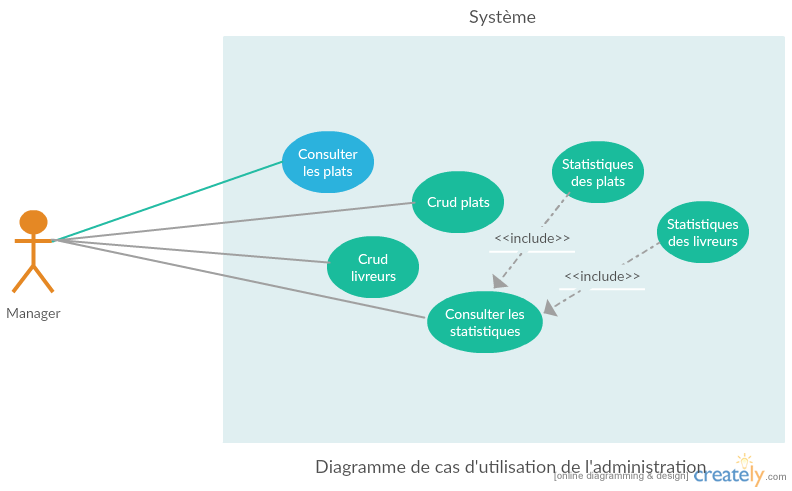 Système
Consulter
les plats
Crud plats
Statistiques
des plats
Statistiques
des livreurs
<<include>>
Crud
livreurs
<<include>>
Consulter les
statistiques
Manager
Diagramme de cas d'utilisation de l'administration
[online diagramming & design] creately.com